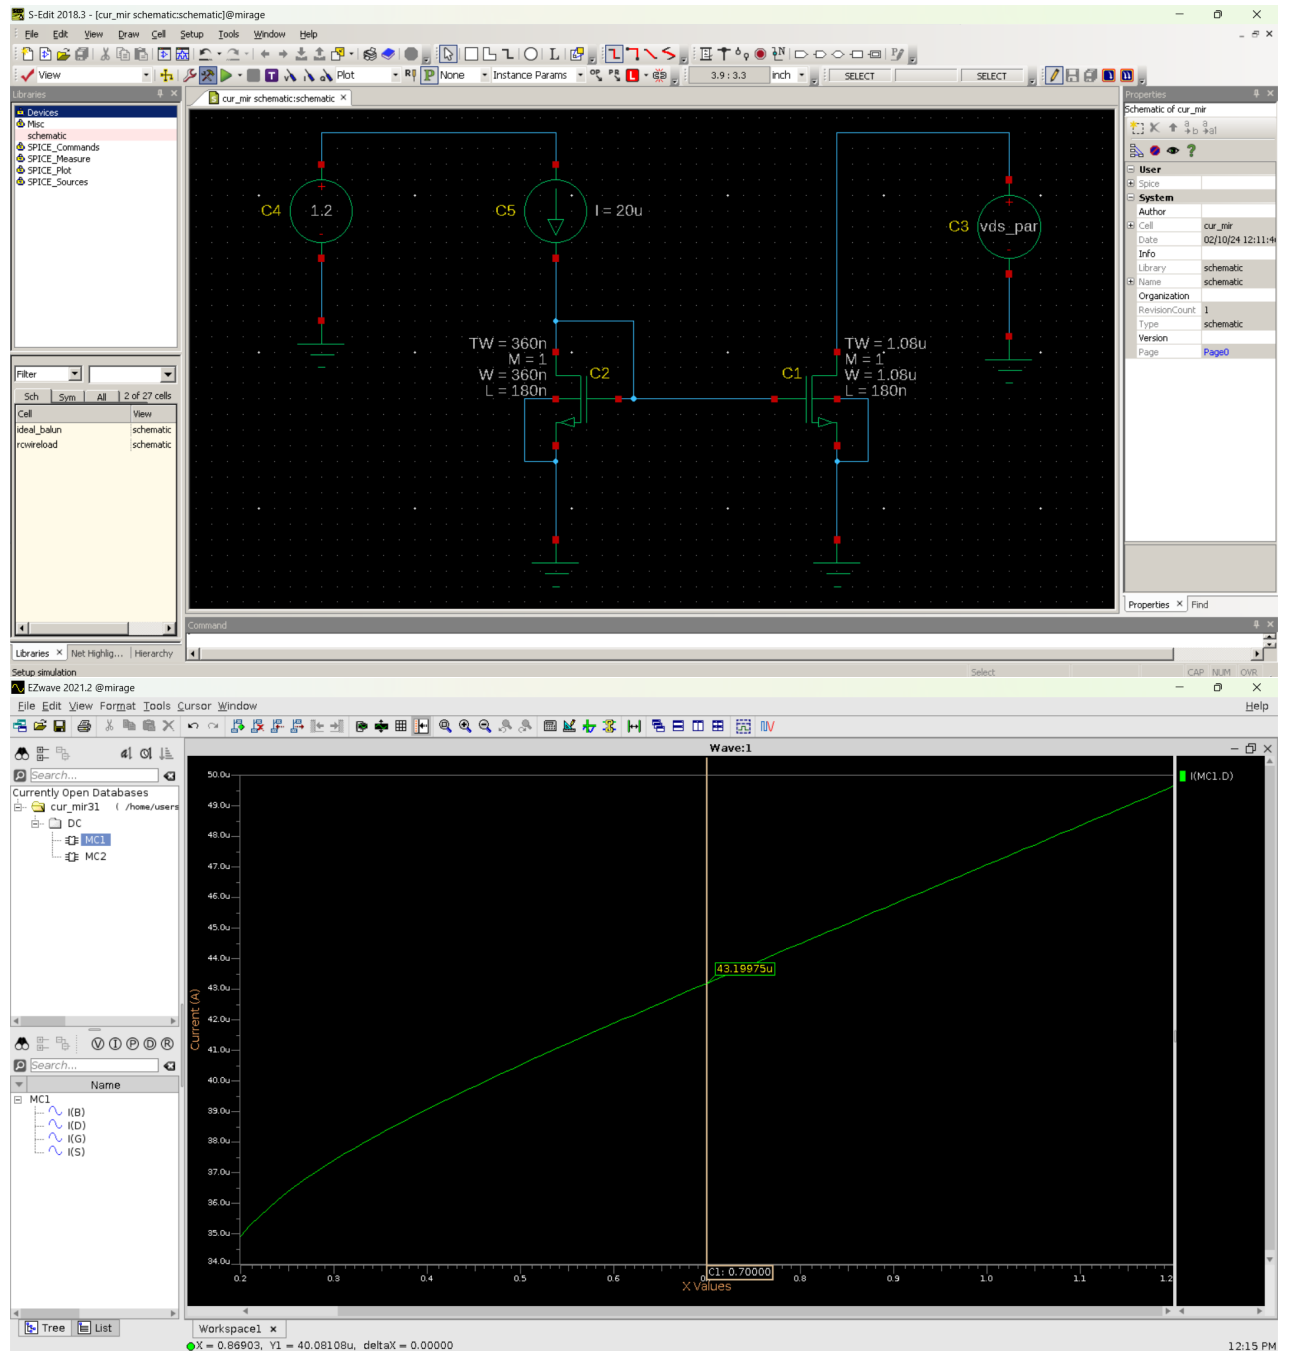 S-Edit 2018.3 - [cur_mir schematic:schematic]@mirage
File Edit View Draw Cell Setup Tools Window Help
View Plot None Instance Params 3.9 : 3.3 inch SELECT SELECT
Libraries
Devices
Misc
schematic
SPICE_Commands
SPICE_Measure
SPICE_Plot
SPICE_Sources
Filter
Sch Sym All 2 of 27 cells
Cell View
ideal_balun schematic
rcwireload schematic
Libraries × Net Highlig... Hierarchy
cur_mir schematic:schematic ×
C4 1.2
C5 I = 20u
C3 vds_par
TW = 360n
M = 1
W = 360n
L = 180n
C2
C1
TW = 1.08u
M = 1
W = 1.08u
L = 180n
Command
Properties
Schematic of cur_mir
User
Spice
System
Author
Cell cur_mir
Date 02/10/24 12:11:4
Info
Library schematic
Name schematic
Organization
RevisionCount 1
Type schematic
Version
Page Page0
Properties × Find
Setup simulation Select CAP NUM OVR
EZwave 2021.2 @mirage
File Edit View Format Tools Cursor Window Help
Search...
Currently Open Databases
cur_mir31 ( /home/users
DC
MC1
MC2
Search...
Name
MC1
I(B)
I(D)
I(G)
I(S)
Tree List
Wave:1
I(MC1.D)
50.0u
49.0u
48.0u
47.0u
46.0u
45.0u
44.0u
43.0u
42.0u
41.0u
40.0u
39.0u
38.0u
37.0u
36.0u
35.0u
34.0u
Current (A)
43.19975u
C1: 0.70000
0.2 0.3 0.4 0.5 0.6 0.8 0.9 1.0 1.1 1.2
X Values
Workspace1 ×
X = 0.86903, Y1 = 40.08108u, deltaX = 0.00000 12:15 PM